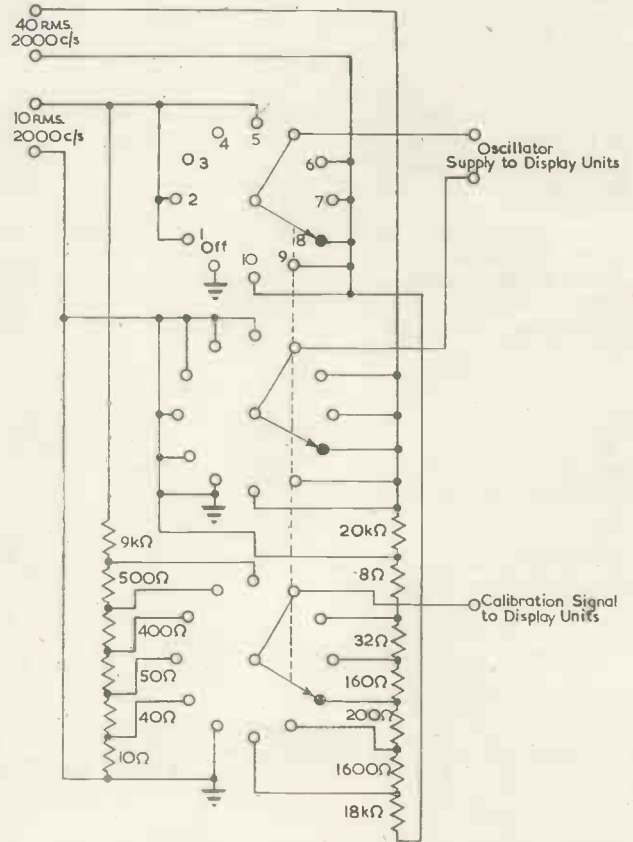 40 R.M.S.
2000 c/s
10 R.M.S.
2000 c/s
5
4
3
2
1
Off
6
7
8
9
10
Oscillator
Supply to Display Units
9kΩ
500Ω
400Ω
50Ω
40Ω
10Ω
20kΩ
8Ω
32Ω
160Ω
200Ω
1600Ω
18kΩ
Calibration Signal
to Display Units